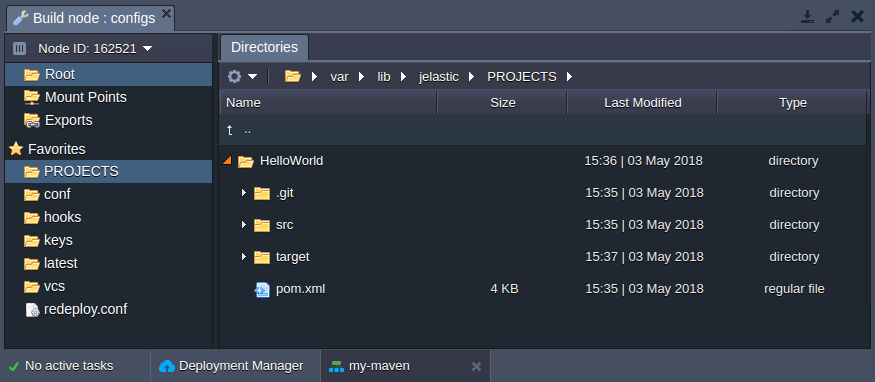 Build node : configs
Node ID: 162521
Root
Mount Points
Exports
Favorites
PROJECTS
conf
hooks
keys
latest
vcs
redeploy.conf
Directories
var lib jelastic PROJECTS
Name Size Last Modified Type
..
HelloWorld 15:36 | 03 May 2018 directory
.git 15:35 | 03 May 2018 directory
src 15:35 | 03 May 2018 directory
target 15:37 | 03 May 2018 directory
pom.xml 4 KB 15:35 | 03 May 2018 regular file
No active tasks Deployment Manager my-maven